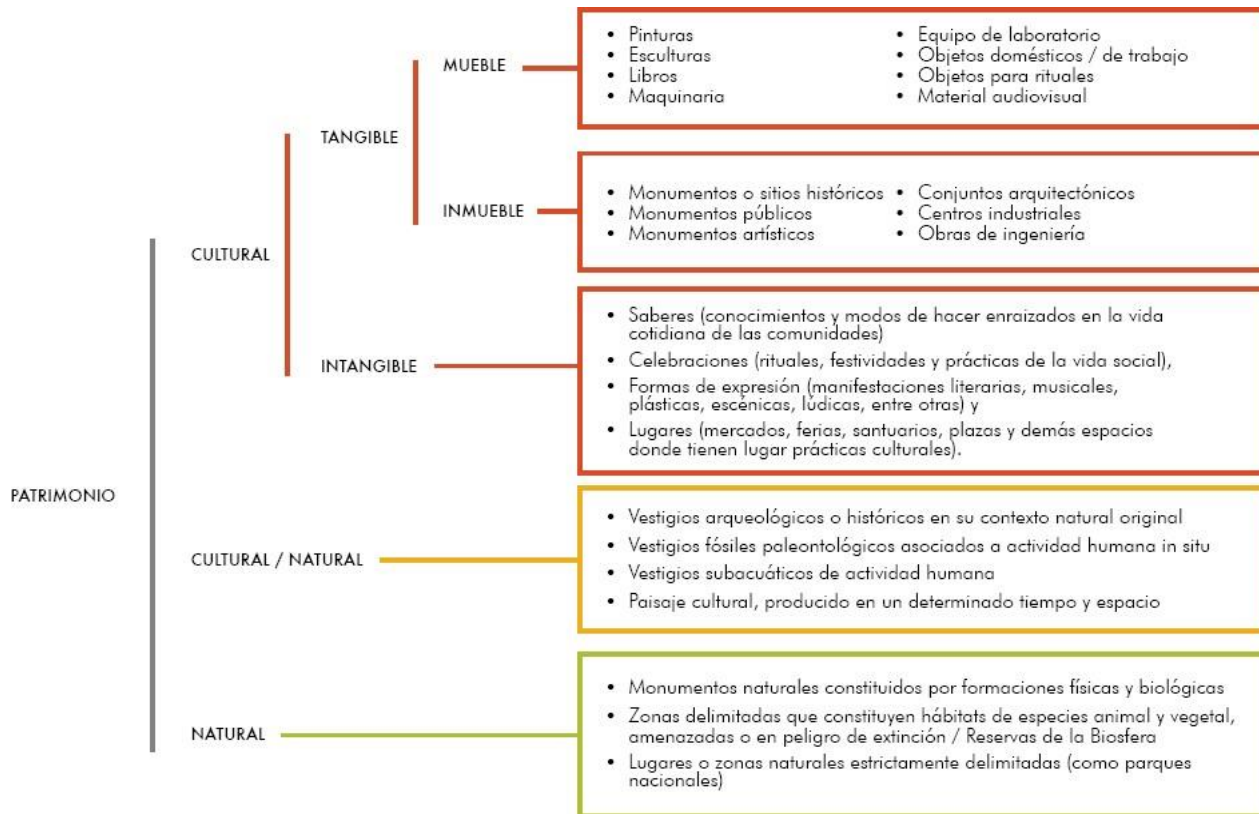 • Pinturas
• Esculturas
• Libros
• Maquinaria
• Equipo de laboratorio
• Objetos domésticos / de trabajo
• Objetos para rituales
• Material audiovisual
MUEBLE
TANGIBLE
INMUEBLE
• Monumentos o sitios históricos
• Monumentos públicos
• Monumentos artísticos
• Conjuntos arquitectónicos
• Centros industriales
• Obras de ingeniería
CULTURAL
INTANGIBLE
• Saberes (conocimientos y modos de hacer enraizados en la vida
cotidiana de las comunidades)
• Celebraciones (rituales, festividades y prácticas de la vida social),
• Formas de expresión (manifestaciones literarias, musicales,
plásticas, escénicas, lúdicas, entre otras) y
• Lugares (mercados, ferias, santuarios, plazas y demás espacios
donde tienen lugar prácticas culturales).
PATRIMONIO
CULTURAL / NATURAL
• Vestigios arqueológicos o históricos en su contexto natural original
• Vestigios fósiles paleontológicos asociados a actividad humana in situ
• Vestigios subacuáticos de actividad humana
• Paisaje cultural, producido en un determinado tiempo y espacio
NATURAL
• Monumentos naturales constituidos por formaciones físicas y biológicas
• Zonas delimitadas que constituyen hábitats de especies animal y vegetal,
amenazadas o en peligro de extinción / Reservas de la Biosfera
• Lugares o zonas naturales estrictamente delimitadas (como parques
nacionales)